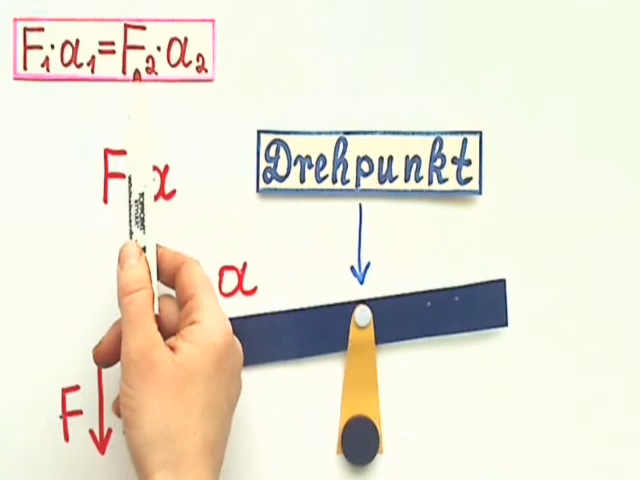 F₁·a₁=F₂·a₂
Drehpunkt
F
a
F